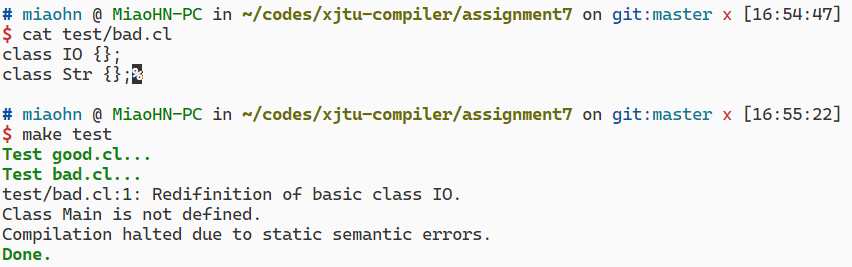 # miaohn @ MiaoHN-PC in ~/codes/xjtu-compiler/assignment7 on git:master x [16:54:47]
$ cat test/bad.cl
class IO {};
class Str {};%
# miaohn @ MiaoHN-PC in ~/codes/xjtu-compiler/assignment7 on git:master x [16:55:22]
$ make test
Test good.cl...
Test bad.cl...
test/bad.cl:1: Redifinition of basic class IO.
Class Main is not defined.
Compilation halted due to static semantic errors.
Done.